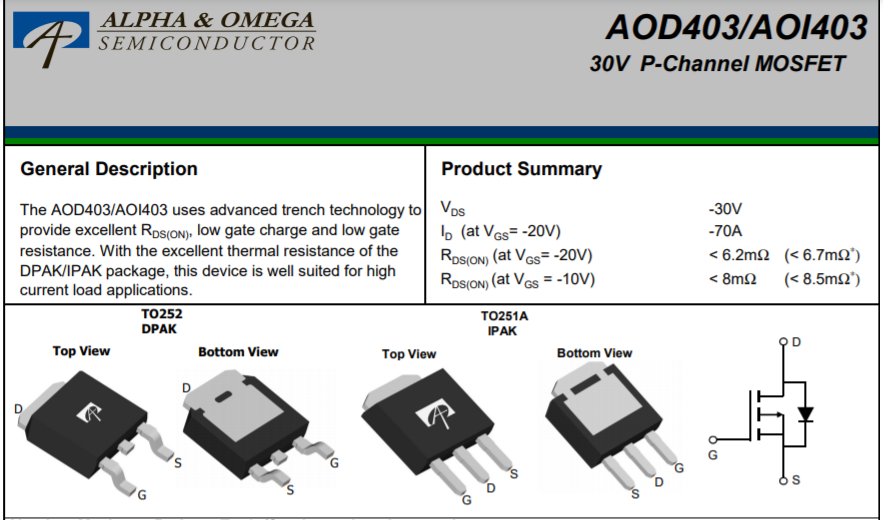 ALPHA & OMEGA
SEMICONDUCTOR
AOD403/AOI403
30V P-Channel MOSFET
General Description
The AOD403/AOI403 uses advanced trench technology to
provide excellent RDS(ON), low gate charge and low gate
resistance. With the excellent thermal resistance of the
DPAK/IPAK package, this device is well suited for high
current load applications.
Product Summary
VDS -30V
ID (at VGS= -20V) -70A
RDS(ON) (at VGS= -20V) < 6.2mΩ (< 6.7mΩ*)
RDS(ON) (at VGS = -10V) < 8mΩ (< 8.5mΩ*)
TO252
DPAK
Top View
Bottom View
D
S
G
D
G
S
TO251A
IPAK
Top View
Bottom View
S
D
G
G
D
S
D
G
S